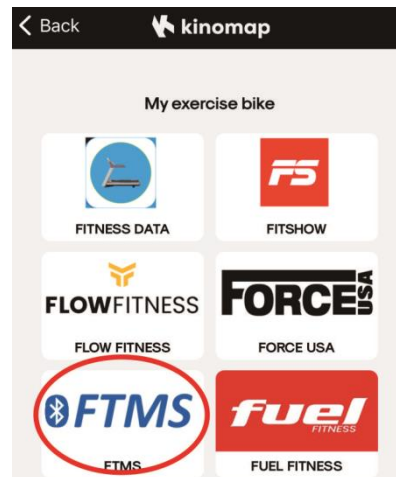 Back
kinomap
My exercise bike
FS
FITNESS DATA
FITSHOW
FLOWFITNESS
FORCE USA
FLOW FITNESS
FORCE USA
FTMS
fuel
FITNESS
FTMS
FUEL FITNESS